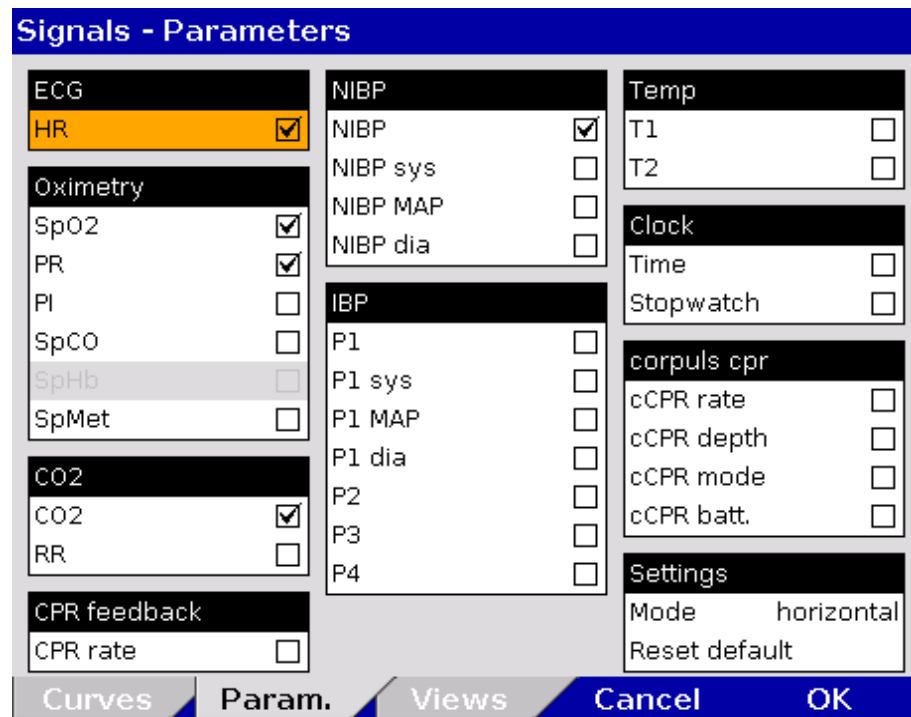 Signals - Parameters
ECG
HR
Oximetry
SpO2
PR
PI
SpCO
SpHb
SpMet
CO2
CO2
RR
CPR feedback
CPR rate
NIBP
NIBP
NIBP sys
NIBP MAP
NIBP dia
IBP
P1
P1 sys
P1 MAP
P1 dia
P2
P3
P4
Temp
T1
T2
Clock
Time
Stopwatch
corpuls cpr
cCPR rate
cCPR depth
cCPR mode
cCPR batt.
Settings
Mode horizontal
Reset default
Curves Param. Views Cancel OK